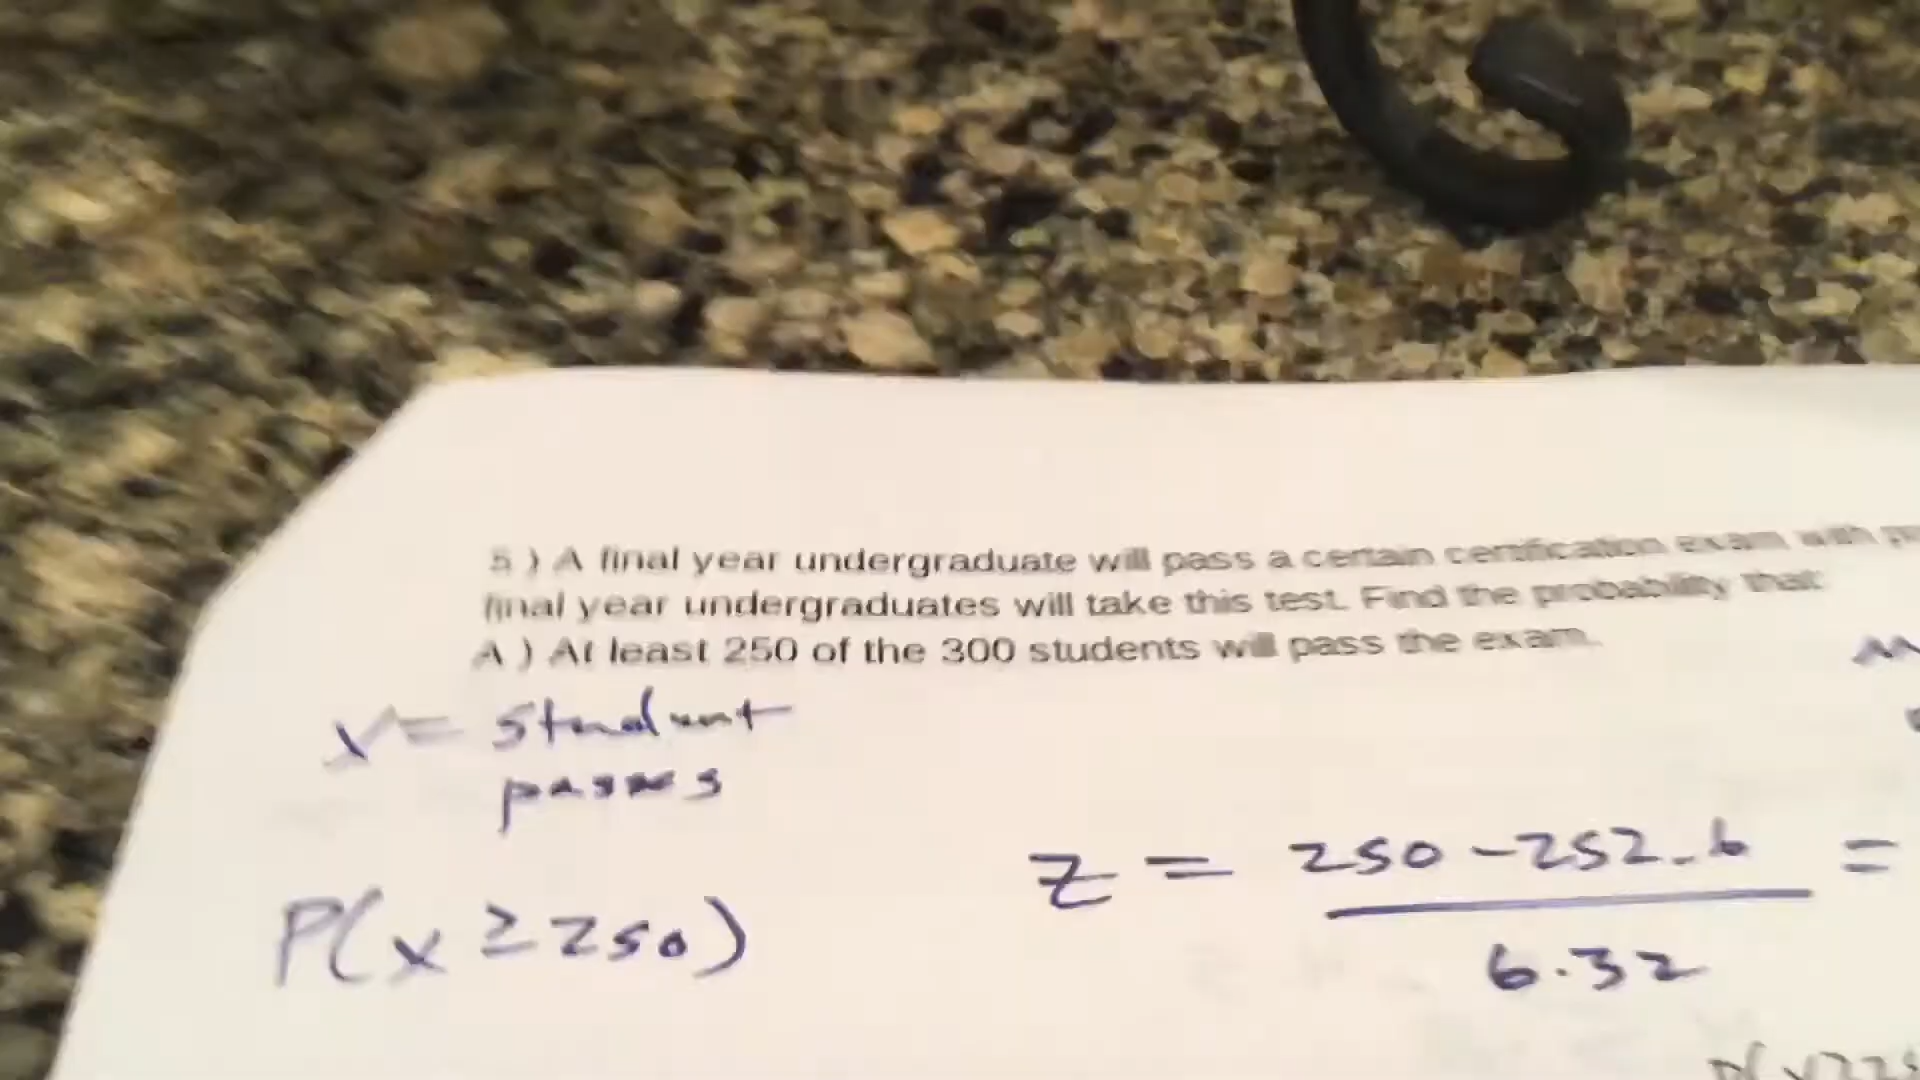 5 ) A final year undergraduate will pass a certain certification exam with
final year undergraduates will take this test. Find the probability that:
A ) At least 250 of the 300 students will pass the exam.
x = student
passes
z = 250 - 252.6 =
6.32
P(x ≥ 250)